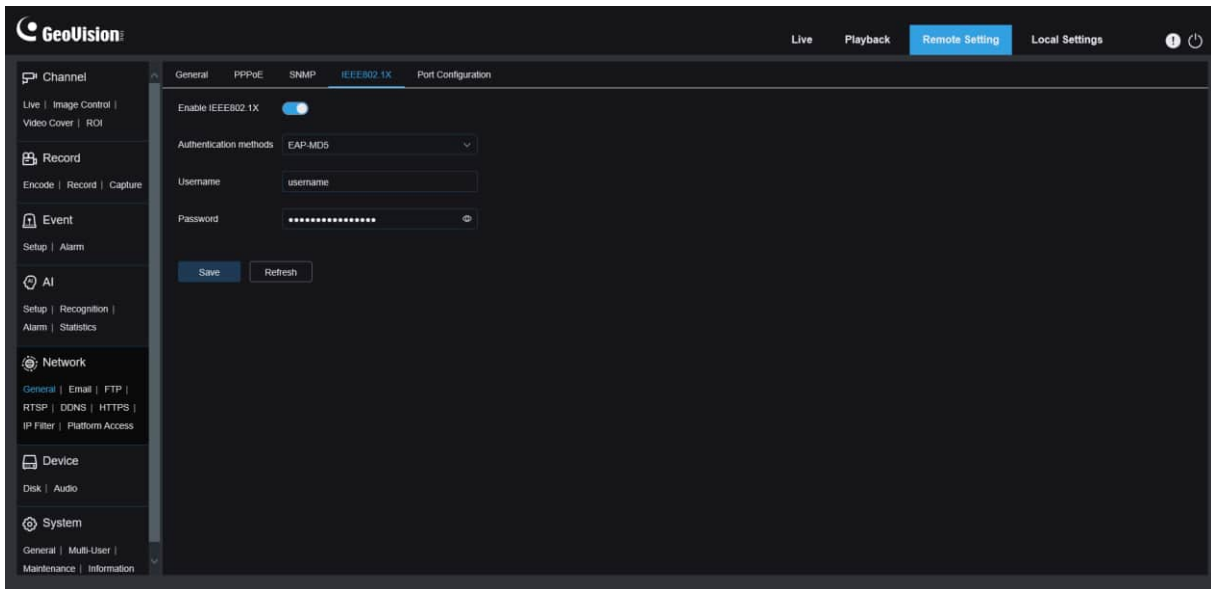 GeoVision
Live Playback Remote Setting Local Settings
Channel
Live | Image Control |
Video Cover | ROI
Record
Encode | Record | Capture
Event
Setup | Alarm
AI
Setup | Recognition |
Alarm | Statistics
Network
General | Email | FTP |
RTSP | DDNS | HTTPS |
IP Filter | Platform Access
Device
Disk | Audio
System
General | Multi-User |
Maintenance | Information
General PPPoE SNMP IEEE802.1X Port Configuration
Enable IEEE802.1X
Authentication methods EAP-MD5
Username username
Password ••••••••••••••••
Save Refresh